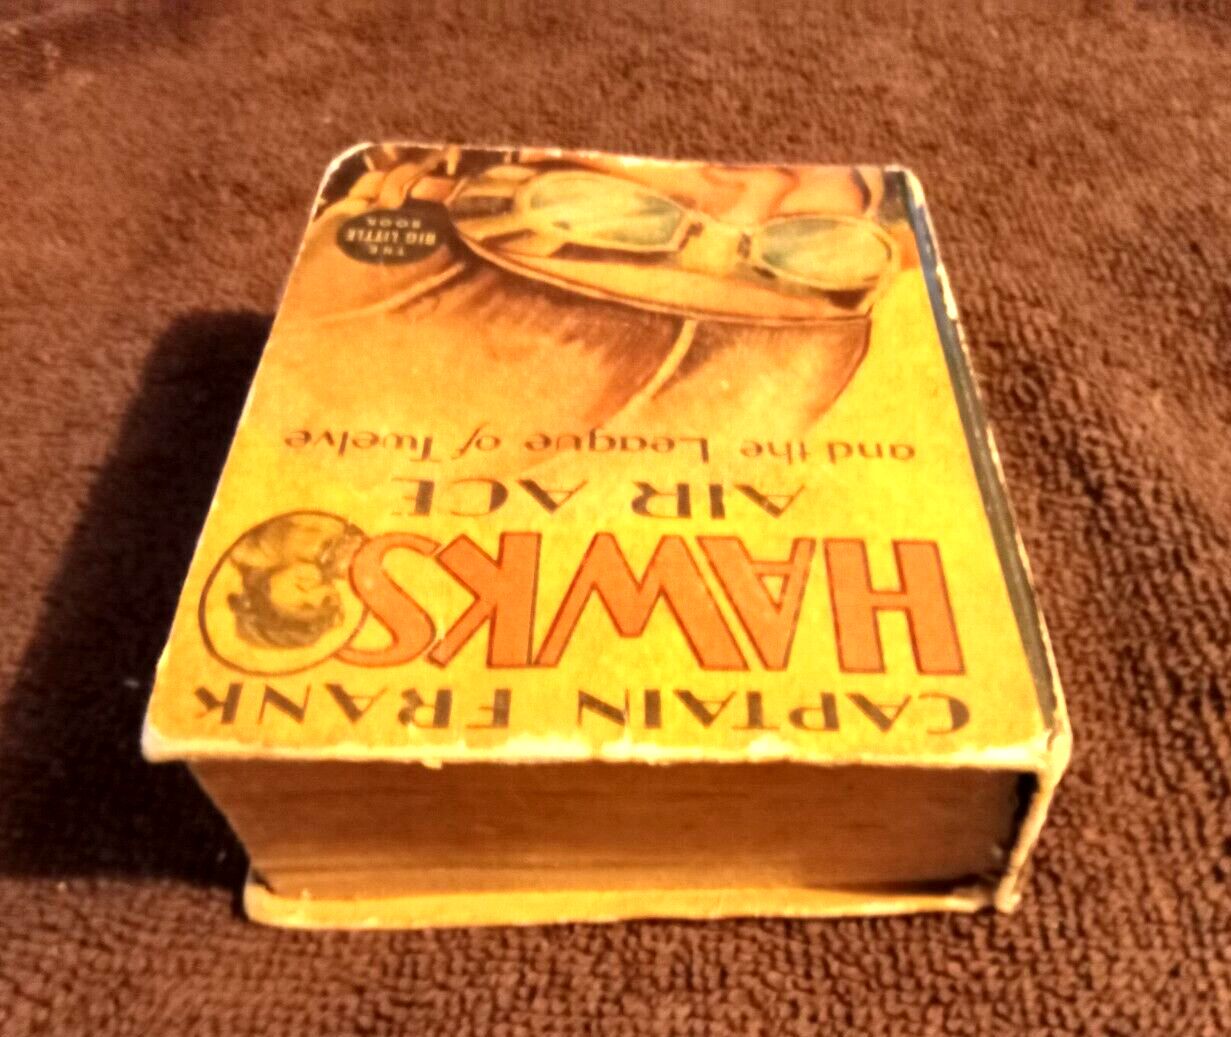 CAPTAIN FRANK
HAWKS
AIR ACE
and the League of Twelve
THE
BIG LITTLE
BOOK